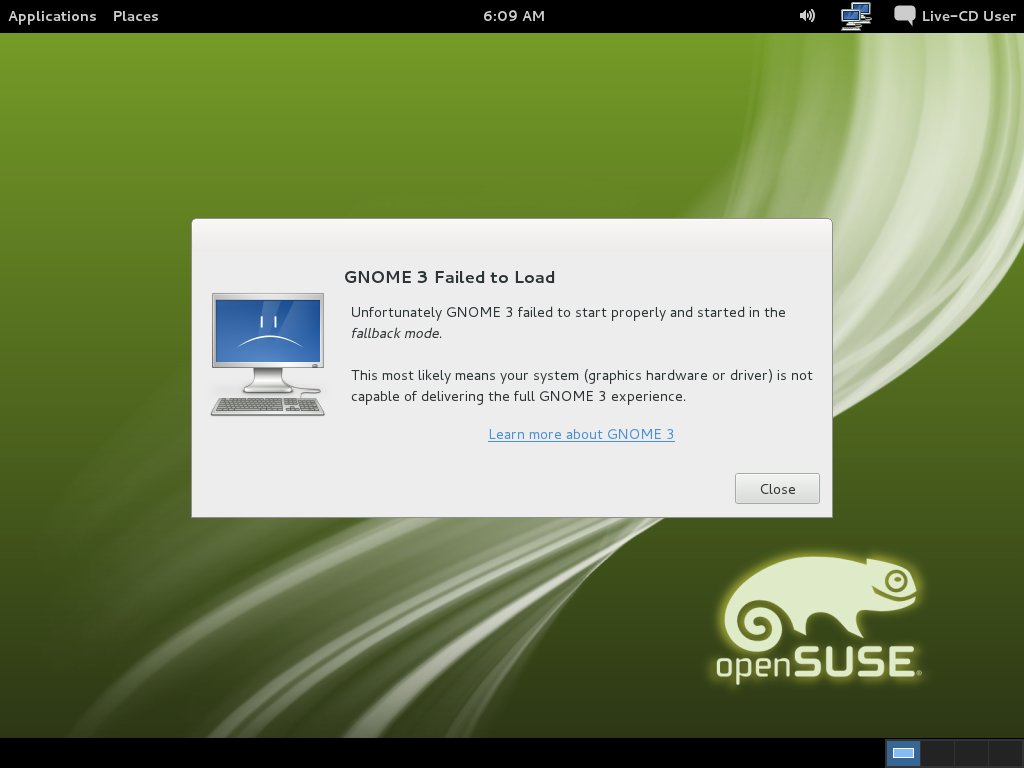 Applications Places 6:09 AM Live-CD User
GNOME 3 Failed to Load
Unfortunately GNOME 3 failed to start properly and started in the
fallback mode.
This most likely means your system (graphics hardware or driver) is not
capable of delivering the full GNOME 3 experience.
Learn more about GNOME 3
Close
openSUSE®